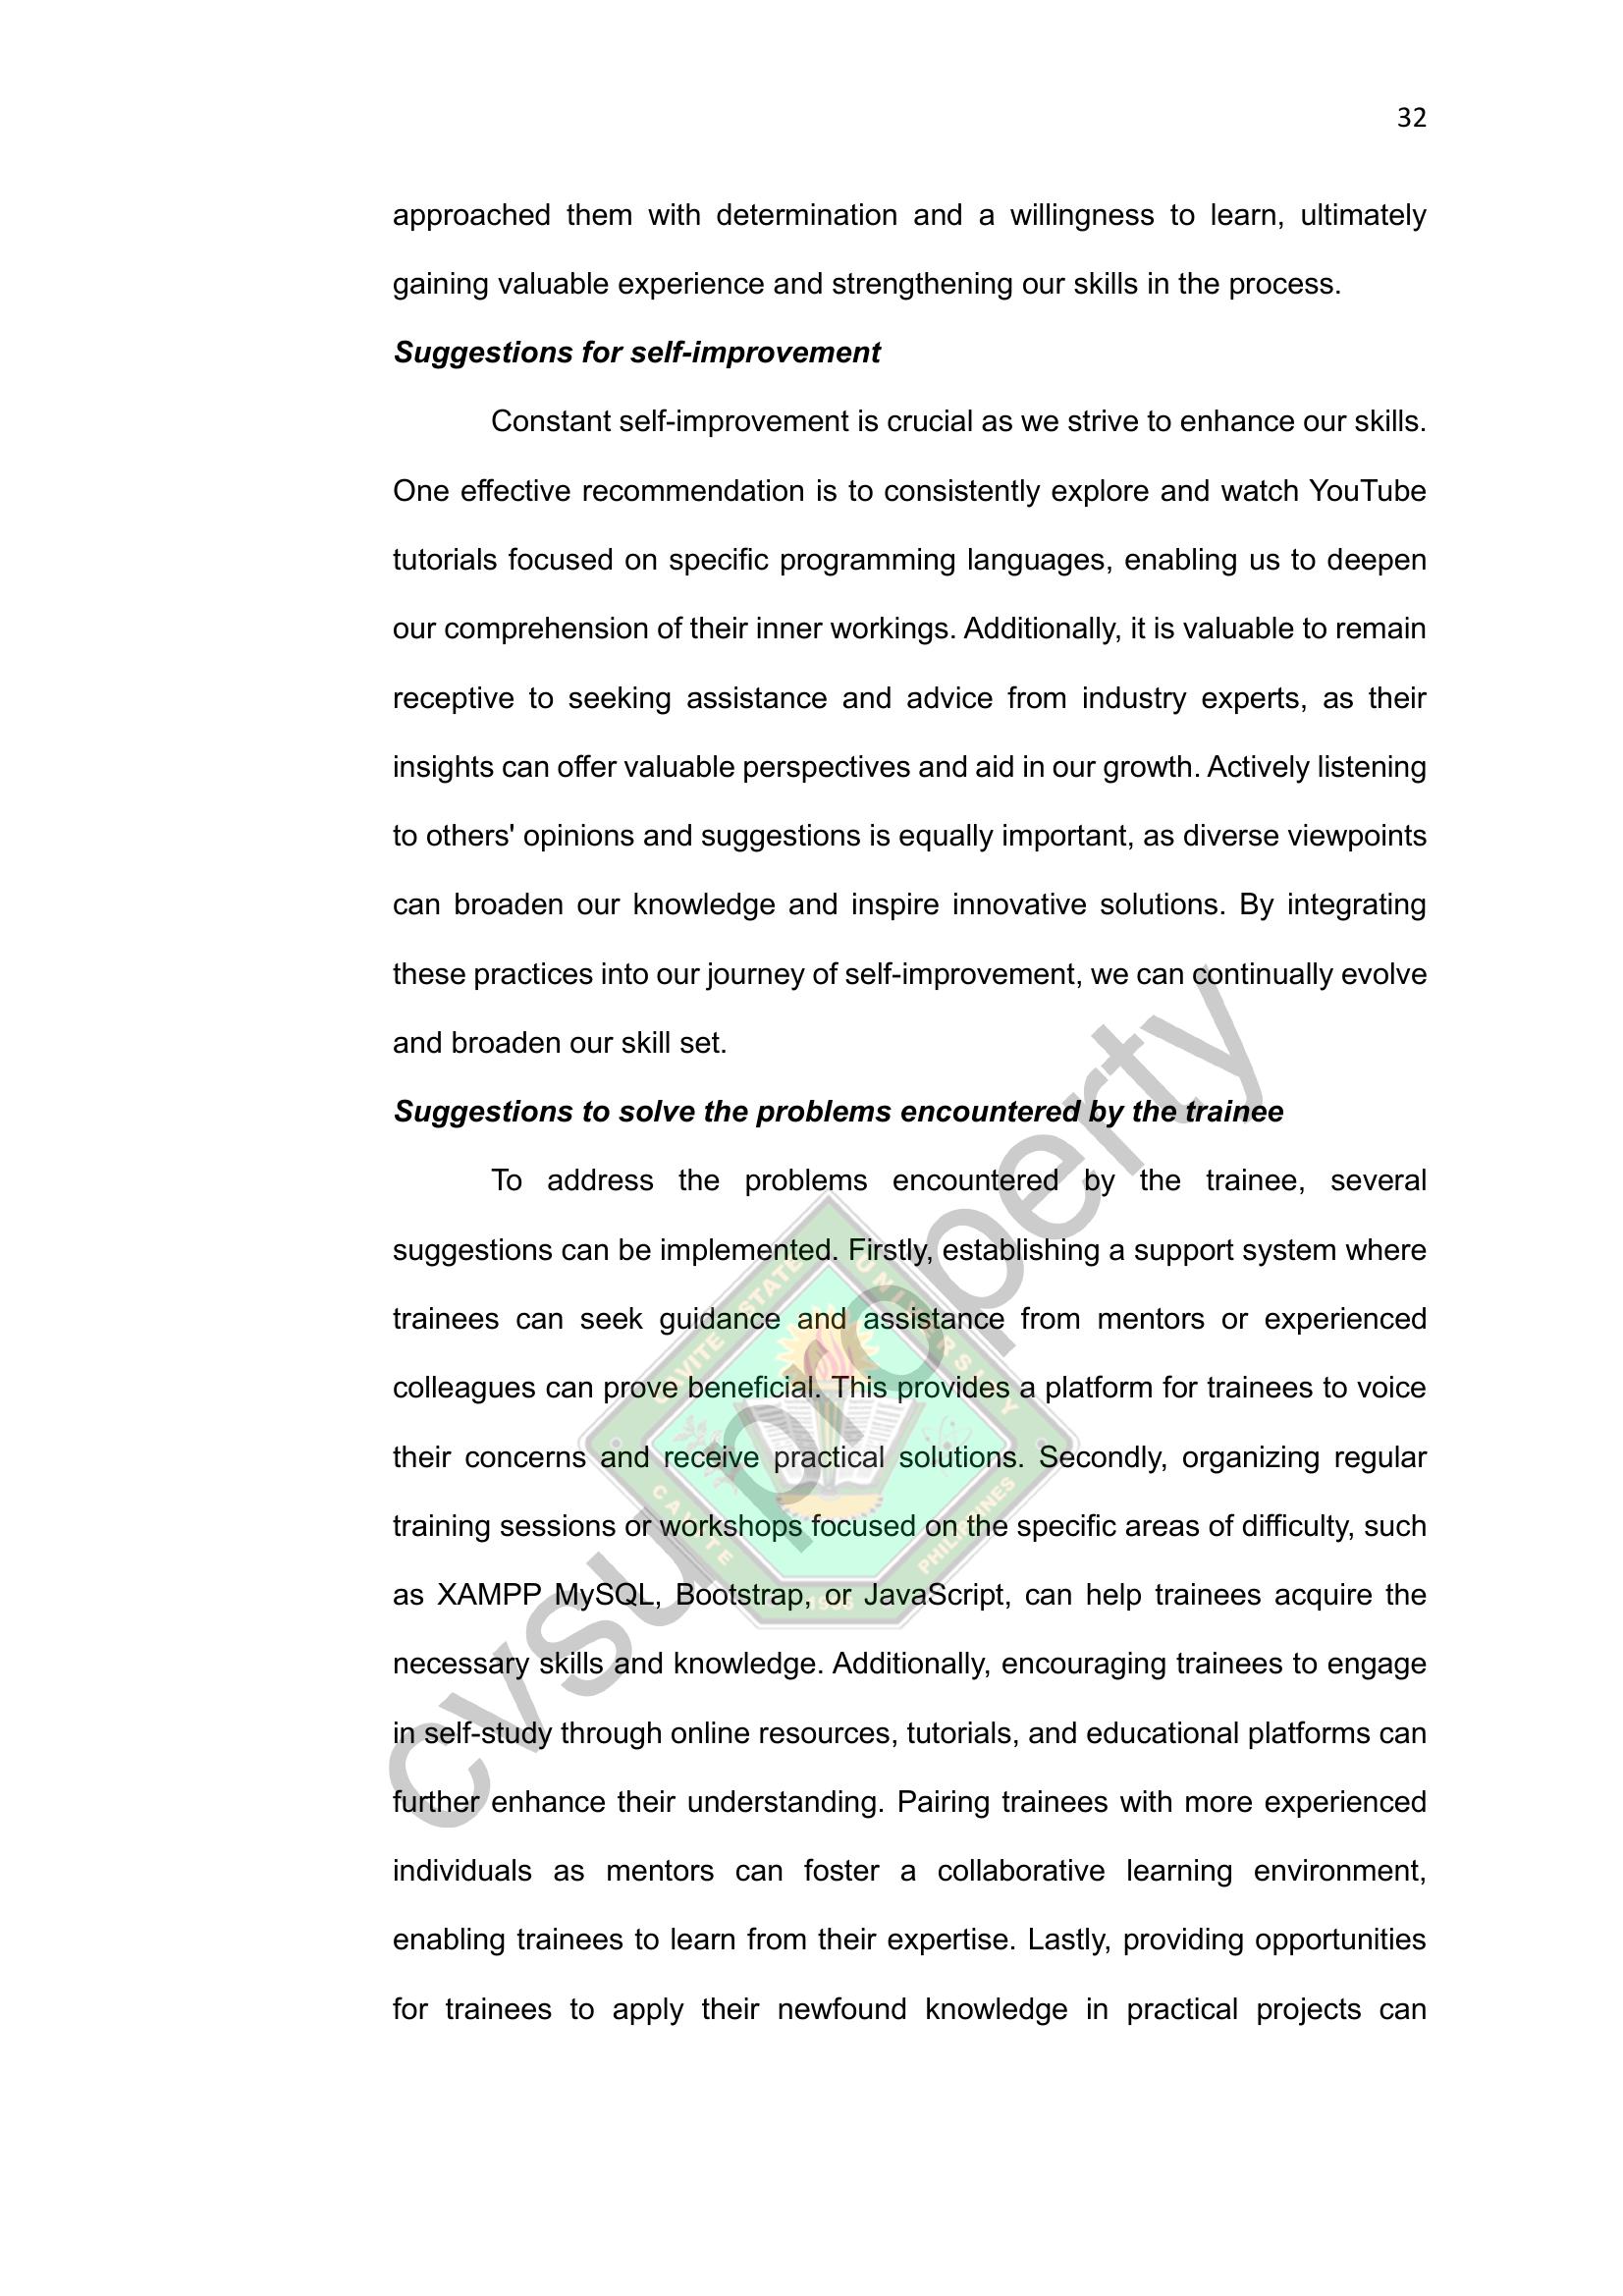 32
approached them with determination and a willingness to learn, ultimately
gaining valuable experience and strengthening our skills in the process.
Suggestions for self-improvement
Constant self-improvement is crucial as we strive to enhance our skills.
One effective recommendation is to consistently explore and watch YouTube
tutorials focused on specific programming languages, enabling us to deepen
our comprehension of their inner workings. Additionally, it is valuable to remain
receptive to seeking assistance and advice from industry experts, as their
insights can offer valuable perspectives and aid in our growth. Actively listening
to others' opinions and suggestions is equally important, as diverse viewpoints
can broaden our knowledge and inspire innovative solutions. By integrating
these practices into our journey of self-improvement, we can continually evolve
and broaden our skill set.
Suggestions to solve the problems encountered by the trainee
To address the problems encountered by the trainee, several
suggestions can be implemented. Firstly, establishing a support system where
trainees can seek guidance and assistance from mentors or experienced
colleagues can prove beneficial. This provides a platform for trainees to voice
their concerns and receive practical solutions. Secondly, organizing regular
training sessions or workshops focused on the specific areas of difficulty, such
as XAMPP MySQL, Bootstrap, or JavaScript, can help trainees acquire the
necessary skills and knowledge. Additionally, encouraging trainees to engage
in self-study through online resources, tutorials, and educational platforms can
further enhance their understanding. Pairing trainees with more experienced
individuals as mentors can foster a collaborative learning environment,
enabling trainees to learn from their expertise. Lastly, providing opportunities
for trainees to apply their newfound knowledge in practical projects can
cvsu property
CAVITE STATE UNIVERSITY
CAVITE
PHILIPPINES